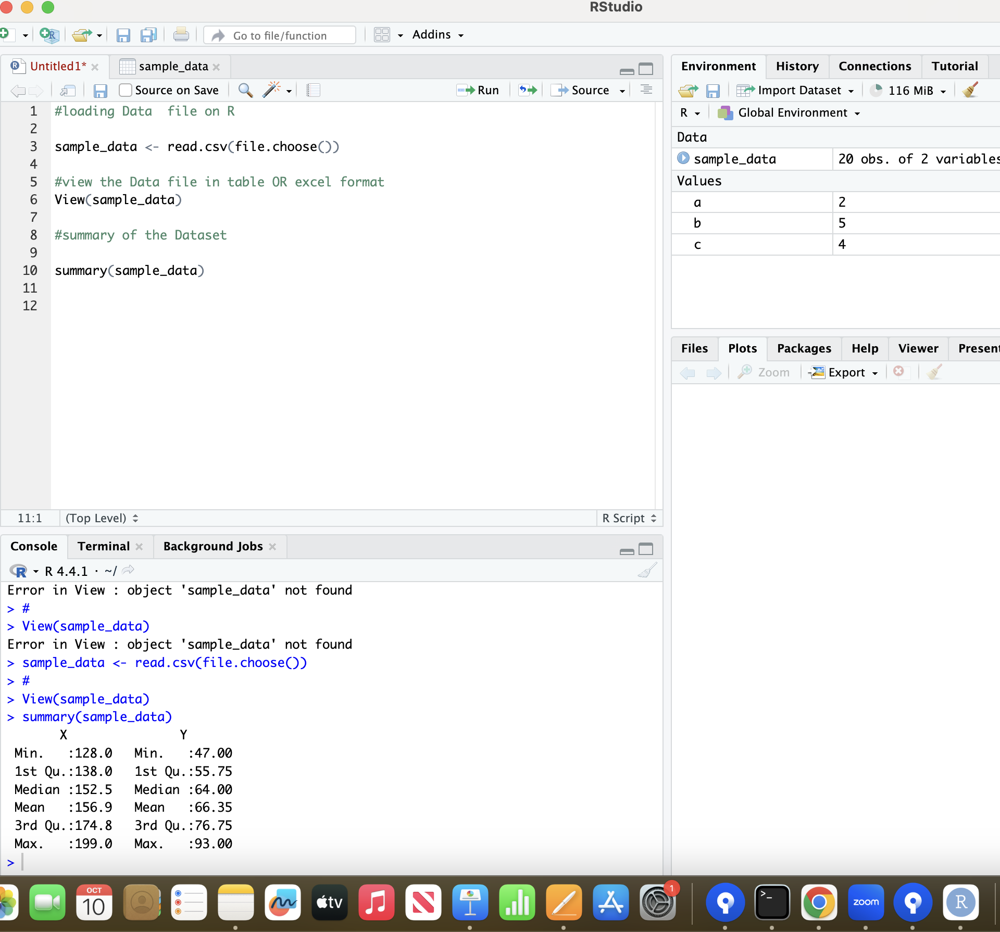 RStudio
Go to file/function
Addins
Untitled1*
sample_data
Source on Save
Run
Source
1 #loading Data  file on R
2
3 sample_data <- read.csv(file.choose())
4
5 #view the Data file in table OR excel format
6 View(sample_data)
7
8 #summary of the Dataset
9
10 summary(sample_data)
11
12
11:1 (Top Level) R Script
Environment History Connections Tutorial
Import Dataset 116 MiB
R Global Environment
Data
sample_data 20 obs. of 2 variables
Values
a 2
b 5
c 4
Files Plots Packages Help Viewer Present
Zoom Export
Console Terminal Background Jobs
R 4.4.1 · ~/
Error in View : object 'sample_data' not found
> #
> View(sample_data)
Error in View : object 'sample_data' not found
> sample_data <- read.csv(file.choose())
> #
> View(sample_data)
> summary(sample_data)
X Y
Min.   :128.0   Min.   :47.00
1st Qu.:138.0   1st Qu.:55.75
Median :152.5   Median :64.00
Mean   :156.9   Mean   :66.35
3rd Qu.:174.8   3rd Qu.:76.75
Max.   :199.0   Max.   :93.00
>
OCT
10
tv
1
>_
zoom
R